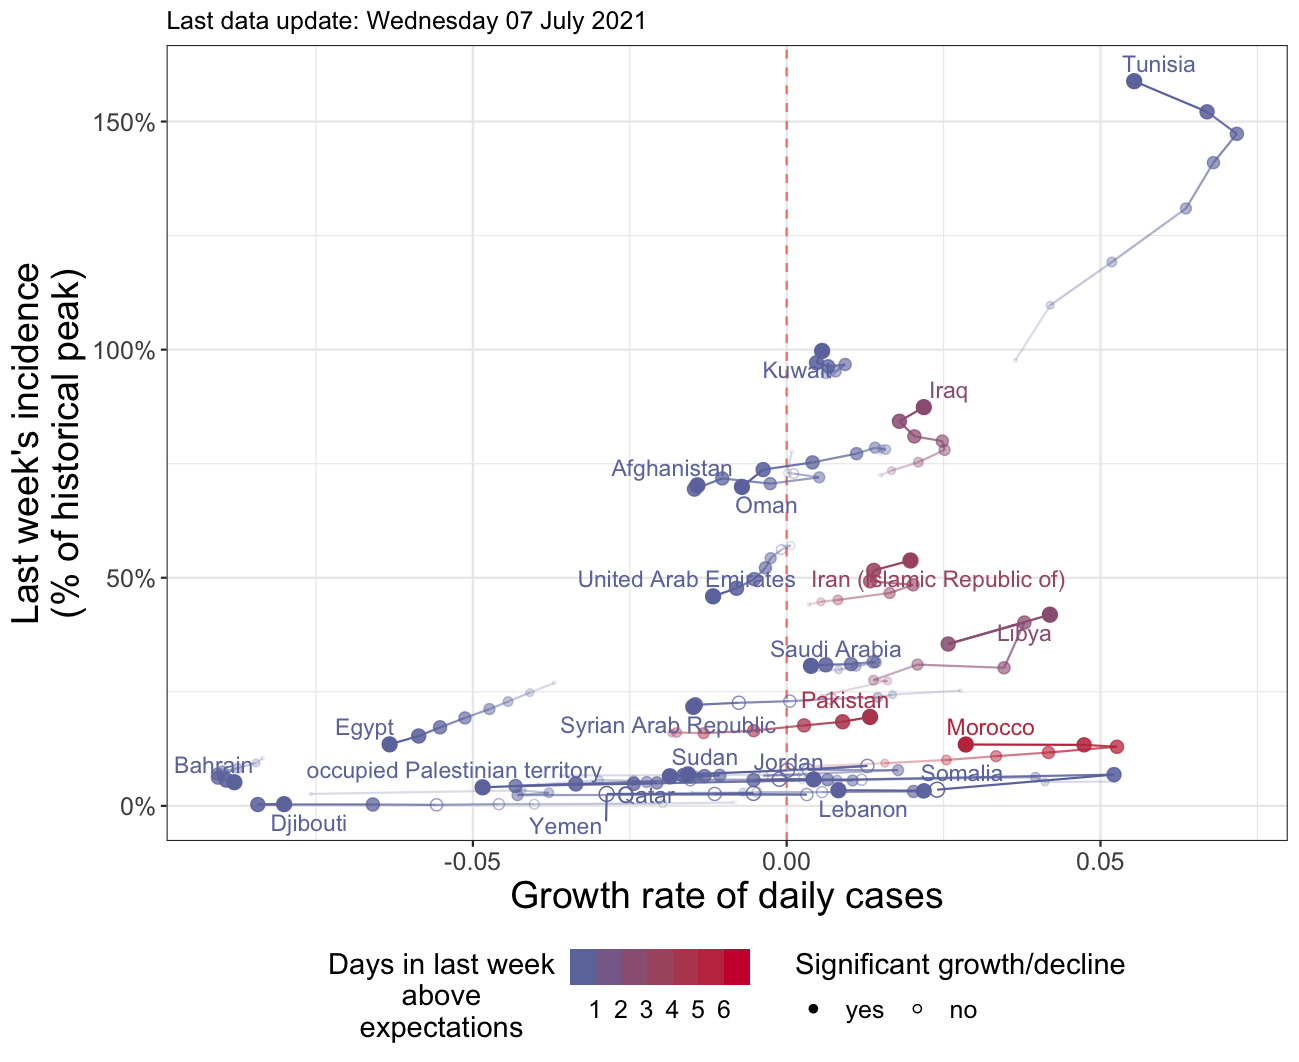 Last data update: Wednesday 07 July 2021
Tunisia
150%
100%
Kuwait
Iraq
Afghanistan
Oman
Last week's incidence
(% of historical peak)
50%
United Arab Emirates
Iran (Islamic Republic of)
Libya
Saudi Arabia
Pakistan
Syrian Arab Republic
Egypt
Morocco
Bahrain
occupied Palestinian territory
Sudan
Jordan
Somalia
0%
Qatar
Lebanon
Djibouti
Yemen
-0.05
0.00
0.05
Growth rate of daily cases
Days in last week
above
expectations
1 2 3 4 5 6
Significant growth/decline
yes no